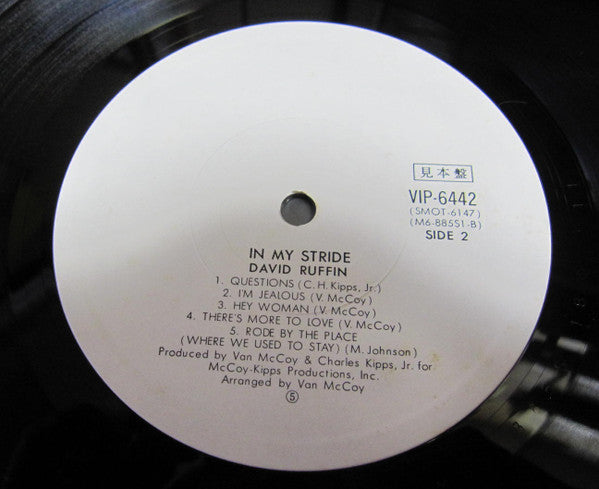 見本盤
VIP-6442
(SMOT-6147)
(M6-885S1-B)
SIDE 2
IN MY STRIDE
DAVID RUFFIN
1. QUESTIONS (C. H. Kipps, Jr.)
2. I'M JEALOUS (V. McCoy)
3. HEY WOMAN (V. McCoy)
4. THERE'S MORE TO LOVE (V. McCoy)
5. RODE BY THE PLACE
(WHERE WE USED TO STAY) (M. Johnson)
Produced by Van McCoy & Charles Kipps, Jr. for
McCoy-Kipps Productions, Inc.
Arranged by Van McCoy
⑤